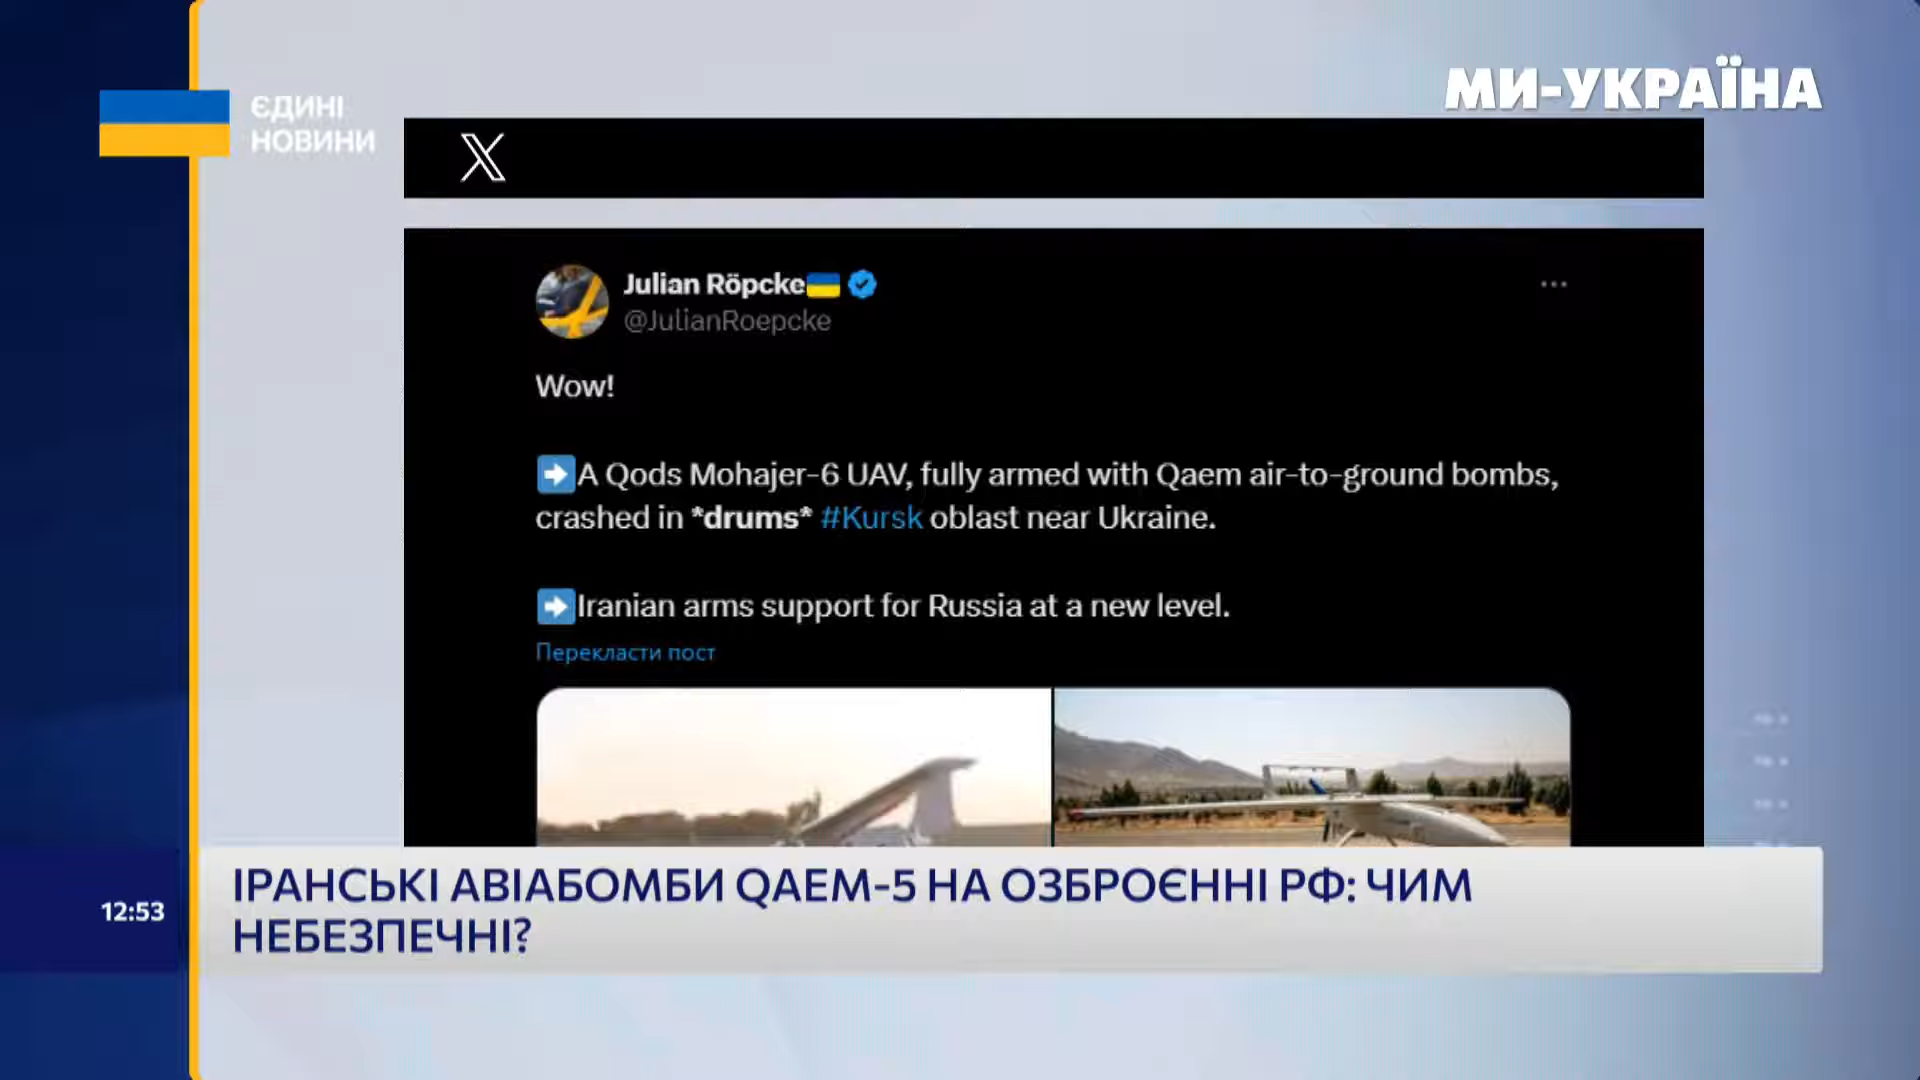 МИ-УКРАЇНА
ЄДИНІ
НОВИНИ
Julian Röpcke
@JulianRoepcke
Wow!
A Qods Mohajer-6 UAV, fully armed with Qaem air-to-ground bombs,
crashed in *drums* #Kursk oblast near Ukraine.
Iranian arms support for Russia at a new level.
Перекласти пост
12:53
ІРАНСЬКІ АВІАБОМБИ QAEM-5 НА ОЗБРОЄННІ РФ: ЧИМ
НЕБЕЗПЕЧНІ?